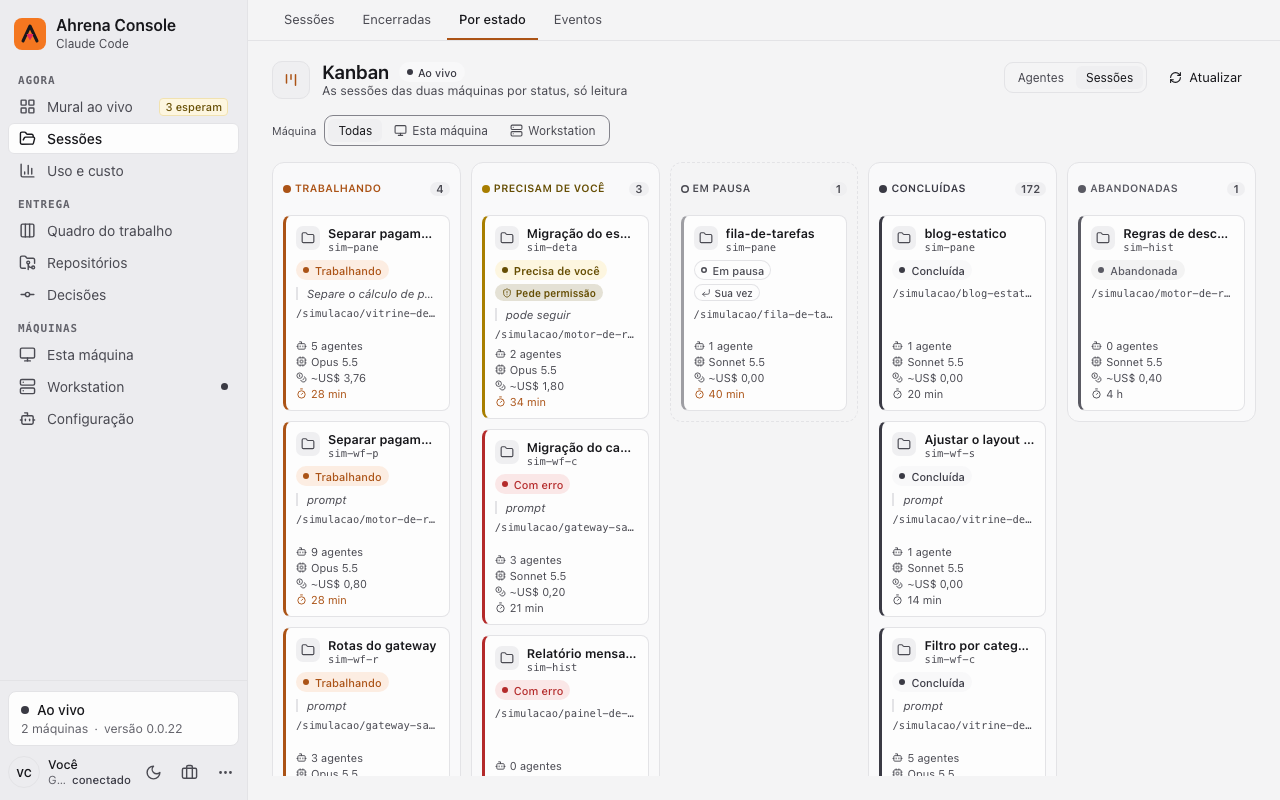 Ahrena Console
Claude Code
AGORA
Mural ao vivo
3 esperam
Sessões
Uso e custo
ENTREGA
Quadro do trabalho
Repositórios
Decisões
MÁQUINAS
Esta máquina
Workstation
Configuração
Ao vivo
2 máquinas · versão 0.0.22
VC
Você
G... conectado
Sessões
Encerradas
Por estado
Eventos
Kanban
Ao vivo
As sessões das duas máquinas por status, só leitura
Agentes
Sessões
Atualizar
Máquina
Todas
Esta máquina
Workstation
TRABALHANDO
4
Separar pagam...
sim-pane
Trabalhando
Separe o cálculo de p...
/simulacao/vitrine-de…
5 agentes
Opus 5.5
~US$ 3,76
28 min
Separar pagam...
sim-wf-p
Trabalhando
prompt
/simulacao/motor-de-r…
9 agentes
Opus 5.5
~US$ 0,80
28 min
Rotas do gateway
sim-wf-r
Trabalhando
prompt
/simulacao/gateway-sa…
3 agentes
Opus 5.5
PRECISAM DE VOCÊ
3
Migração do es...
sim-deta
Precisa de você
Pede permissão
pode seguir
/simulacao/motor-de-r…
2 agentes
Opus 5.5
~US$ 1,80
34 min
Migração do ca...
sim-wf-c
Com erro
prompt
/simulacao/gateway-sa…
3 agentes
Sonnet 5.5
~US$ 0,20
21 min
Relatório mensa...
sim-hist
Com erro
/simulacao/painel-de-…
0 agentes
EM PAUSA
1
fila-de-tarefas
sim-pane
Em pausa
Sua vez
/simulacao/fila-de-ta…
1 agente
Sonnet 5.5
~US$ 0,00
40 min
CONCLUÍDAS
172
blog-estatico
sim-pane
Concluída
/simulacao/blog-estat…
1 agente
Sonnet 5.5
~US$ 0,00
20 min
Ajustar o layout ...
sim-wf-s
Concluída
prompt
/simulacao/vitrine-de…
1 agente
Sonnet 5.5
~US$ 0,00
14 min
Filtro por categ...
sim-wf-c
Concluída
prompt
/simulacao/vitrine-de…
5 agentes
Opus 5.5
ABANDONADAS
1
Regras de desc...
sim-hist
Abandonada
/simulacao/motor-de-r…
0 agentes
Sonnet 5.5
~US$ 0,40
4 h